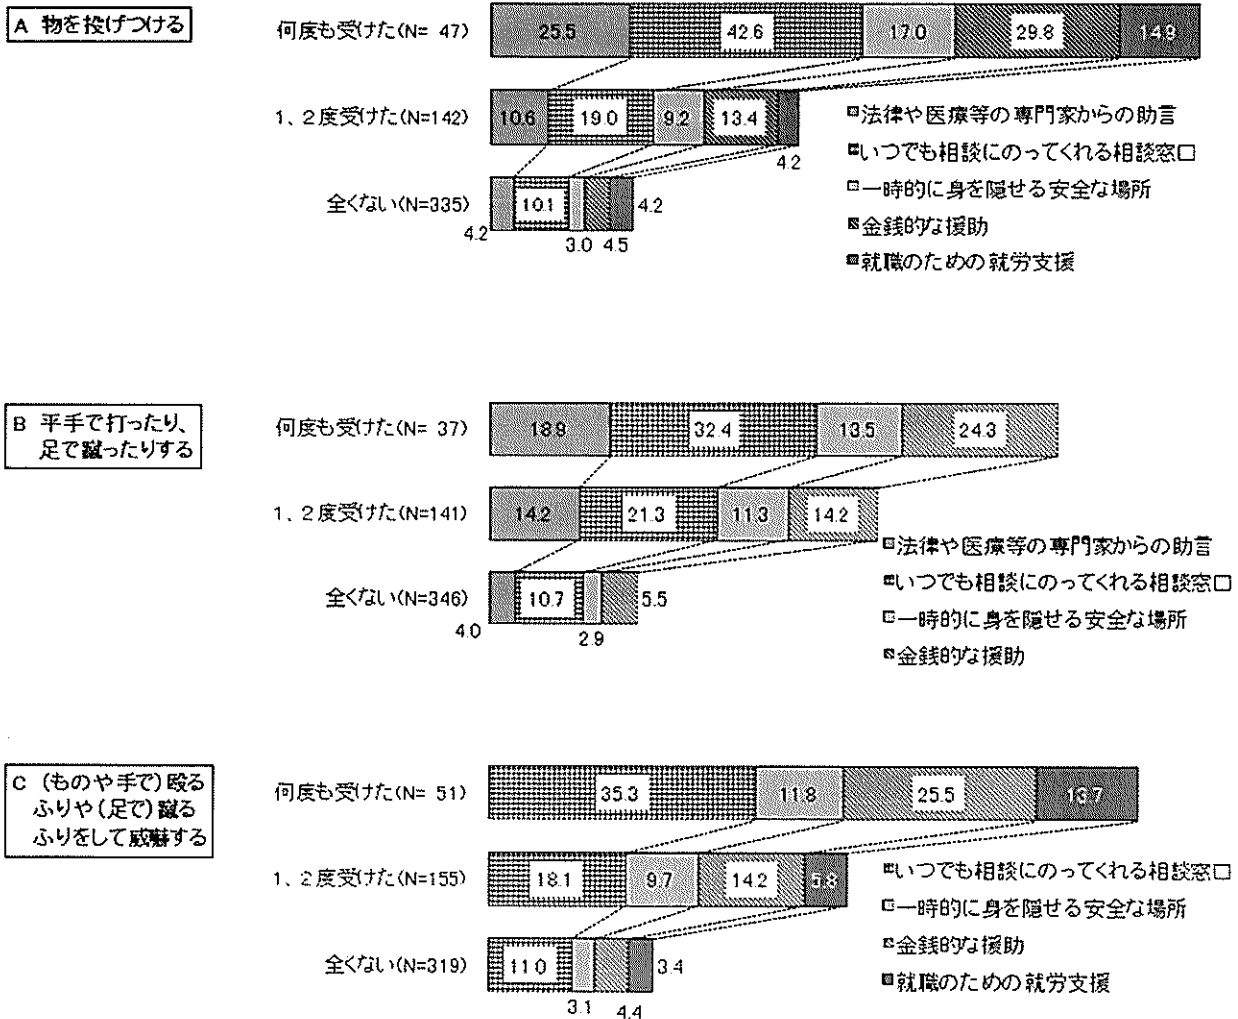 A 物を投げつける
何度も受けた(N= 47)
25.5 42.6 17.0 29.8 14.9
1、2度受けた(N=142)
10.6 19.0 9.2 13.4
4.2
全くない(N=335)
10.1
4.2
4.2
3.0 4.5
法律や医療等の専門家からの助言
いつでも相談にのってくれる相談窓口
一時的に身を隠せる安全な場所
金銭的な援助
就職のための就労支援
B 平手で打ったり、
足で蹴ったりする
何度も受けた(N= 37)
18.9 32.4 13.5 24.3
1、2度受けた(N=141)
14.2 21.3 11.3 14.2
全くない(N=346)
10.7
5.5
4.0
2.9
法律や医療等の専門家からの助言
いつでも相談にのってくれる相談窓口
一時的に身を隠せる安全な場所
金銭的な援助
C (ものや手で)殴る
ふりや(足で)蹴る
ふりをして威嚇する
何度も受けた(N= 51)
35.3 11.8 25.5 13.7
1、2度受けた(N=155)
18.1 9.7 14.2 5.8
全くない(N=319)
11.0
3.4
3.1
4.4
いつでも相談にのってくれる相談窓口
一時的に身を隠せる安全な場所
金銭的な援助
就職のための就労支援